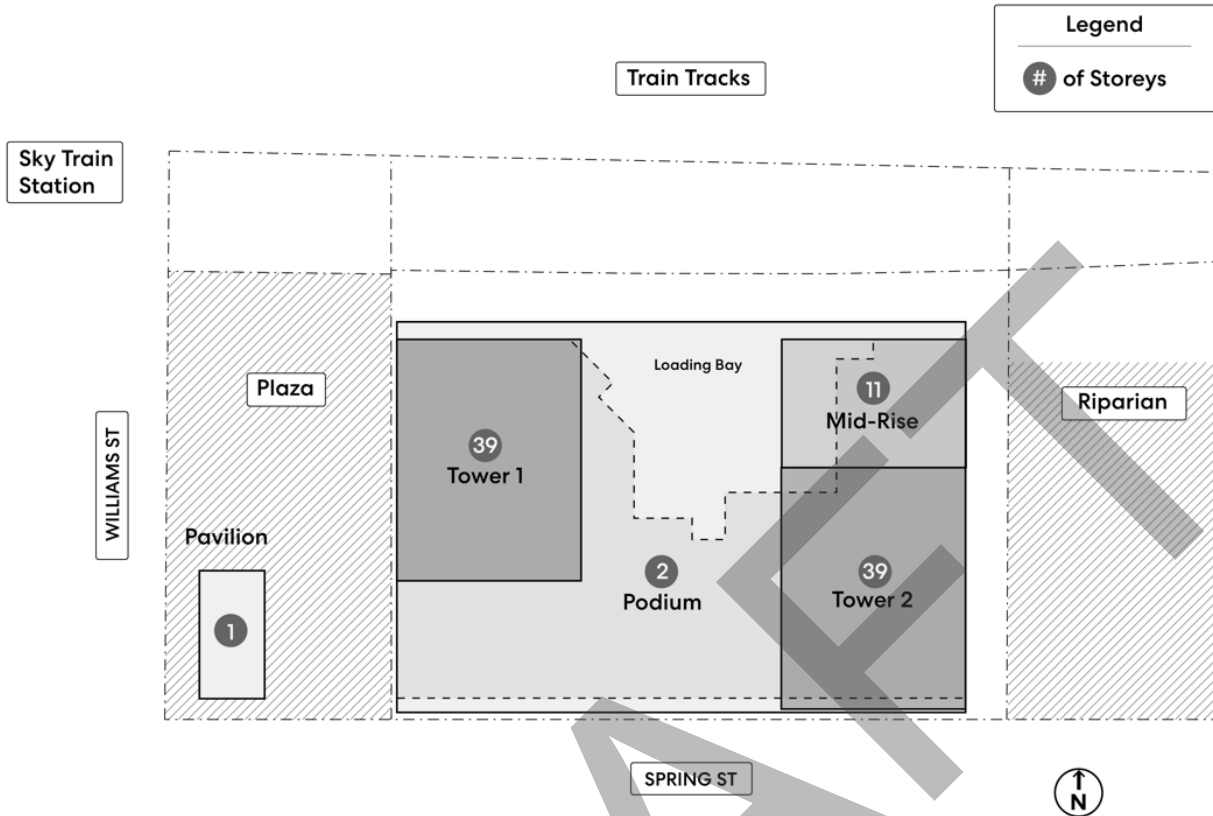 Legend
# of Storeys
Train Tracks
Sky Train
Station
Loading Bay
Plaza
11
Mid-Rise
Riparian
39
Tower 1
WILLIAMS ST
Pavilion
2
Podium
39
Tower 2
1
SPRING ST
N
AFT